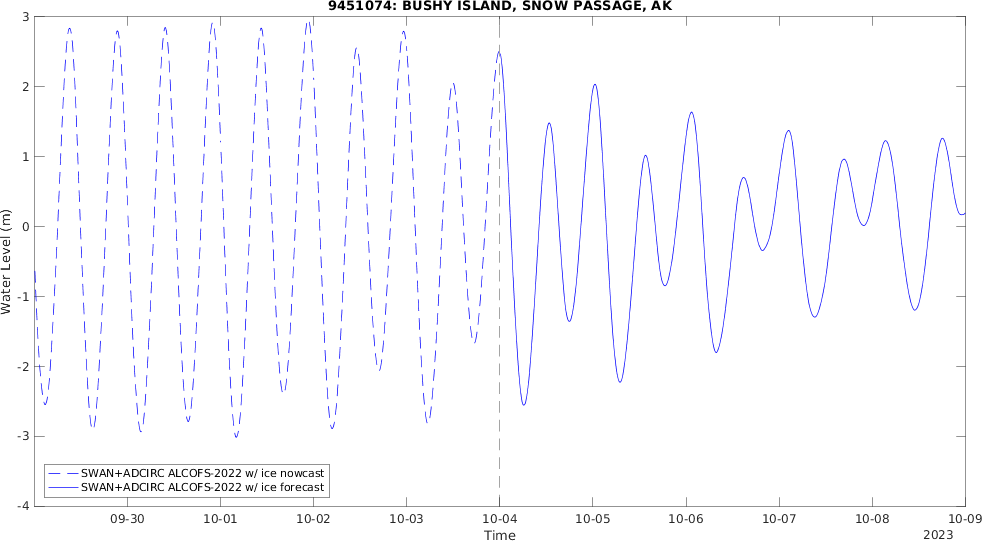 9451074: BUSHY ISLAND, SNOW PASSAGE, AK
3
2
1
0
-1
-2
-3
-4
Water Level (m)
SWAN+ADCIRC ALCOFS-2022 w/ ice nowcast
SWAN+ADCIRC ALCOFS-2022 w/ ice forecast
09-30 10-01 10-02 10-03 10-04 10-05 10-06 10-07 10-08 10-09
Time
2023